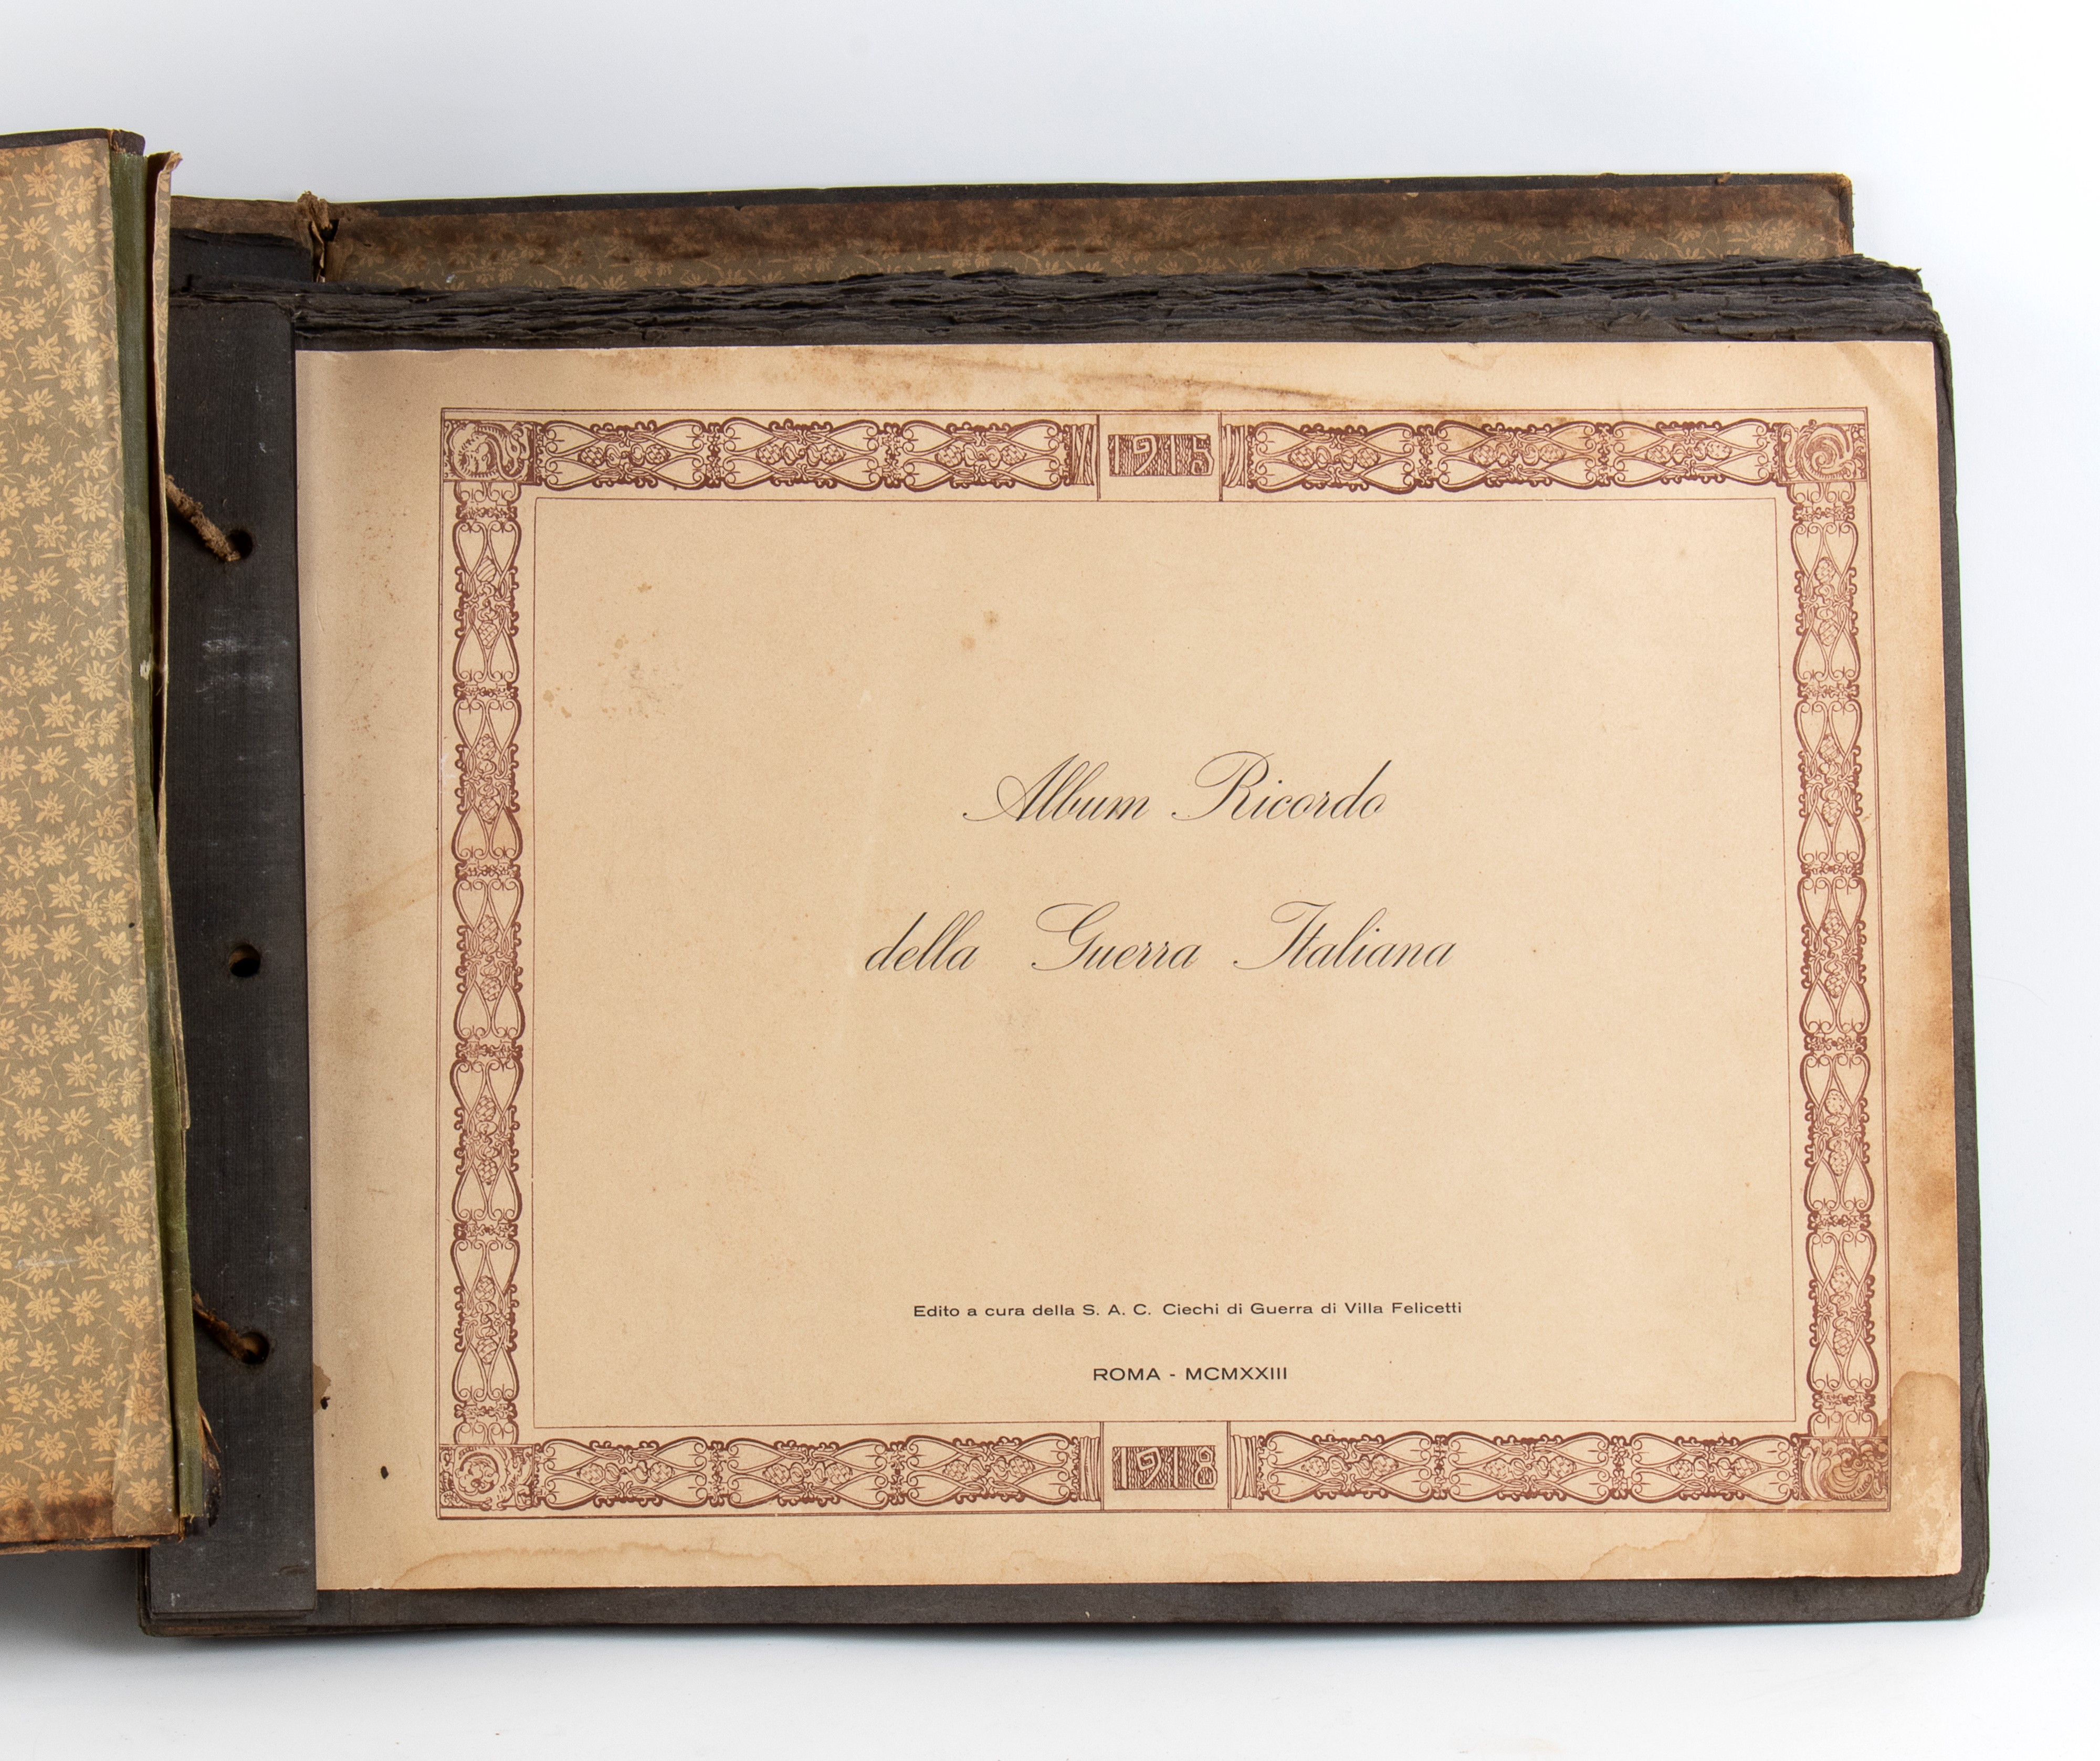 1915
Album Ricordo
della Guerra Italiana
Edito a cura della S. A. C. Ciechi di Guerra di Villa Felicetti
ROMA - MCMXXIII
1918